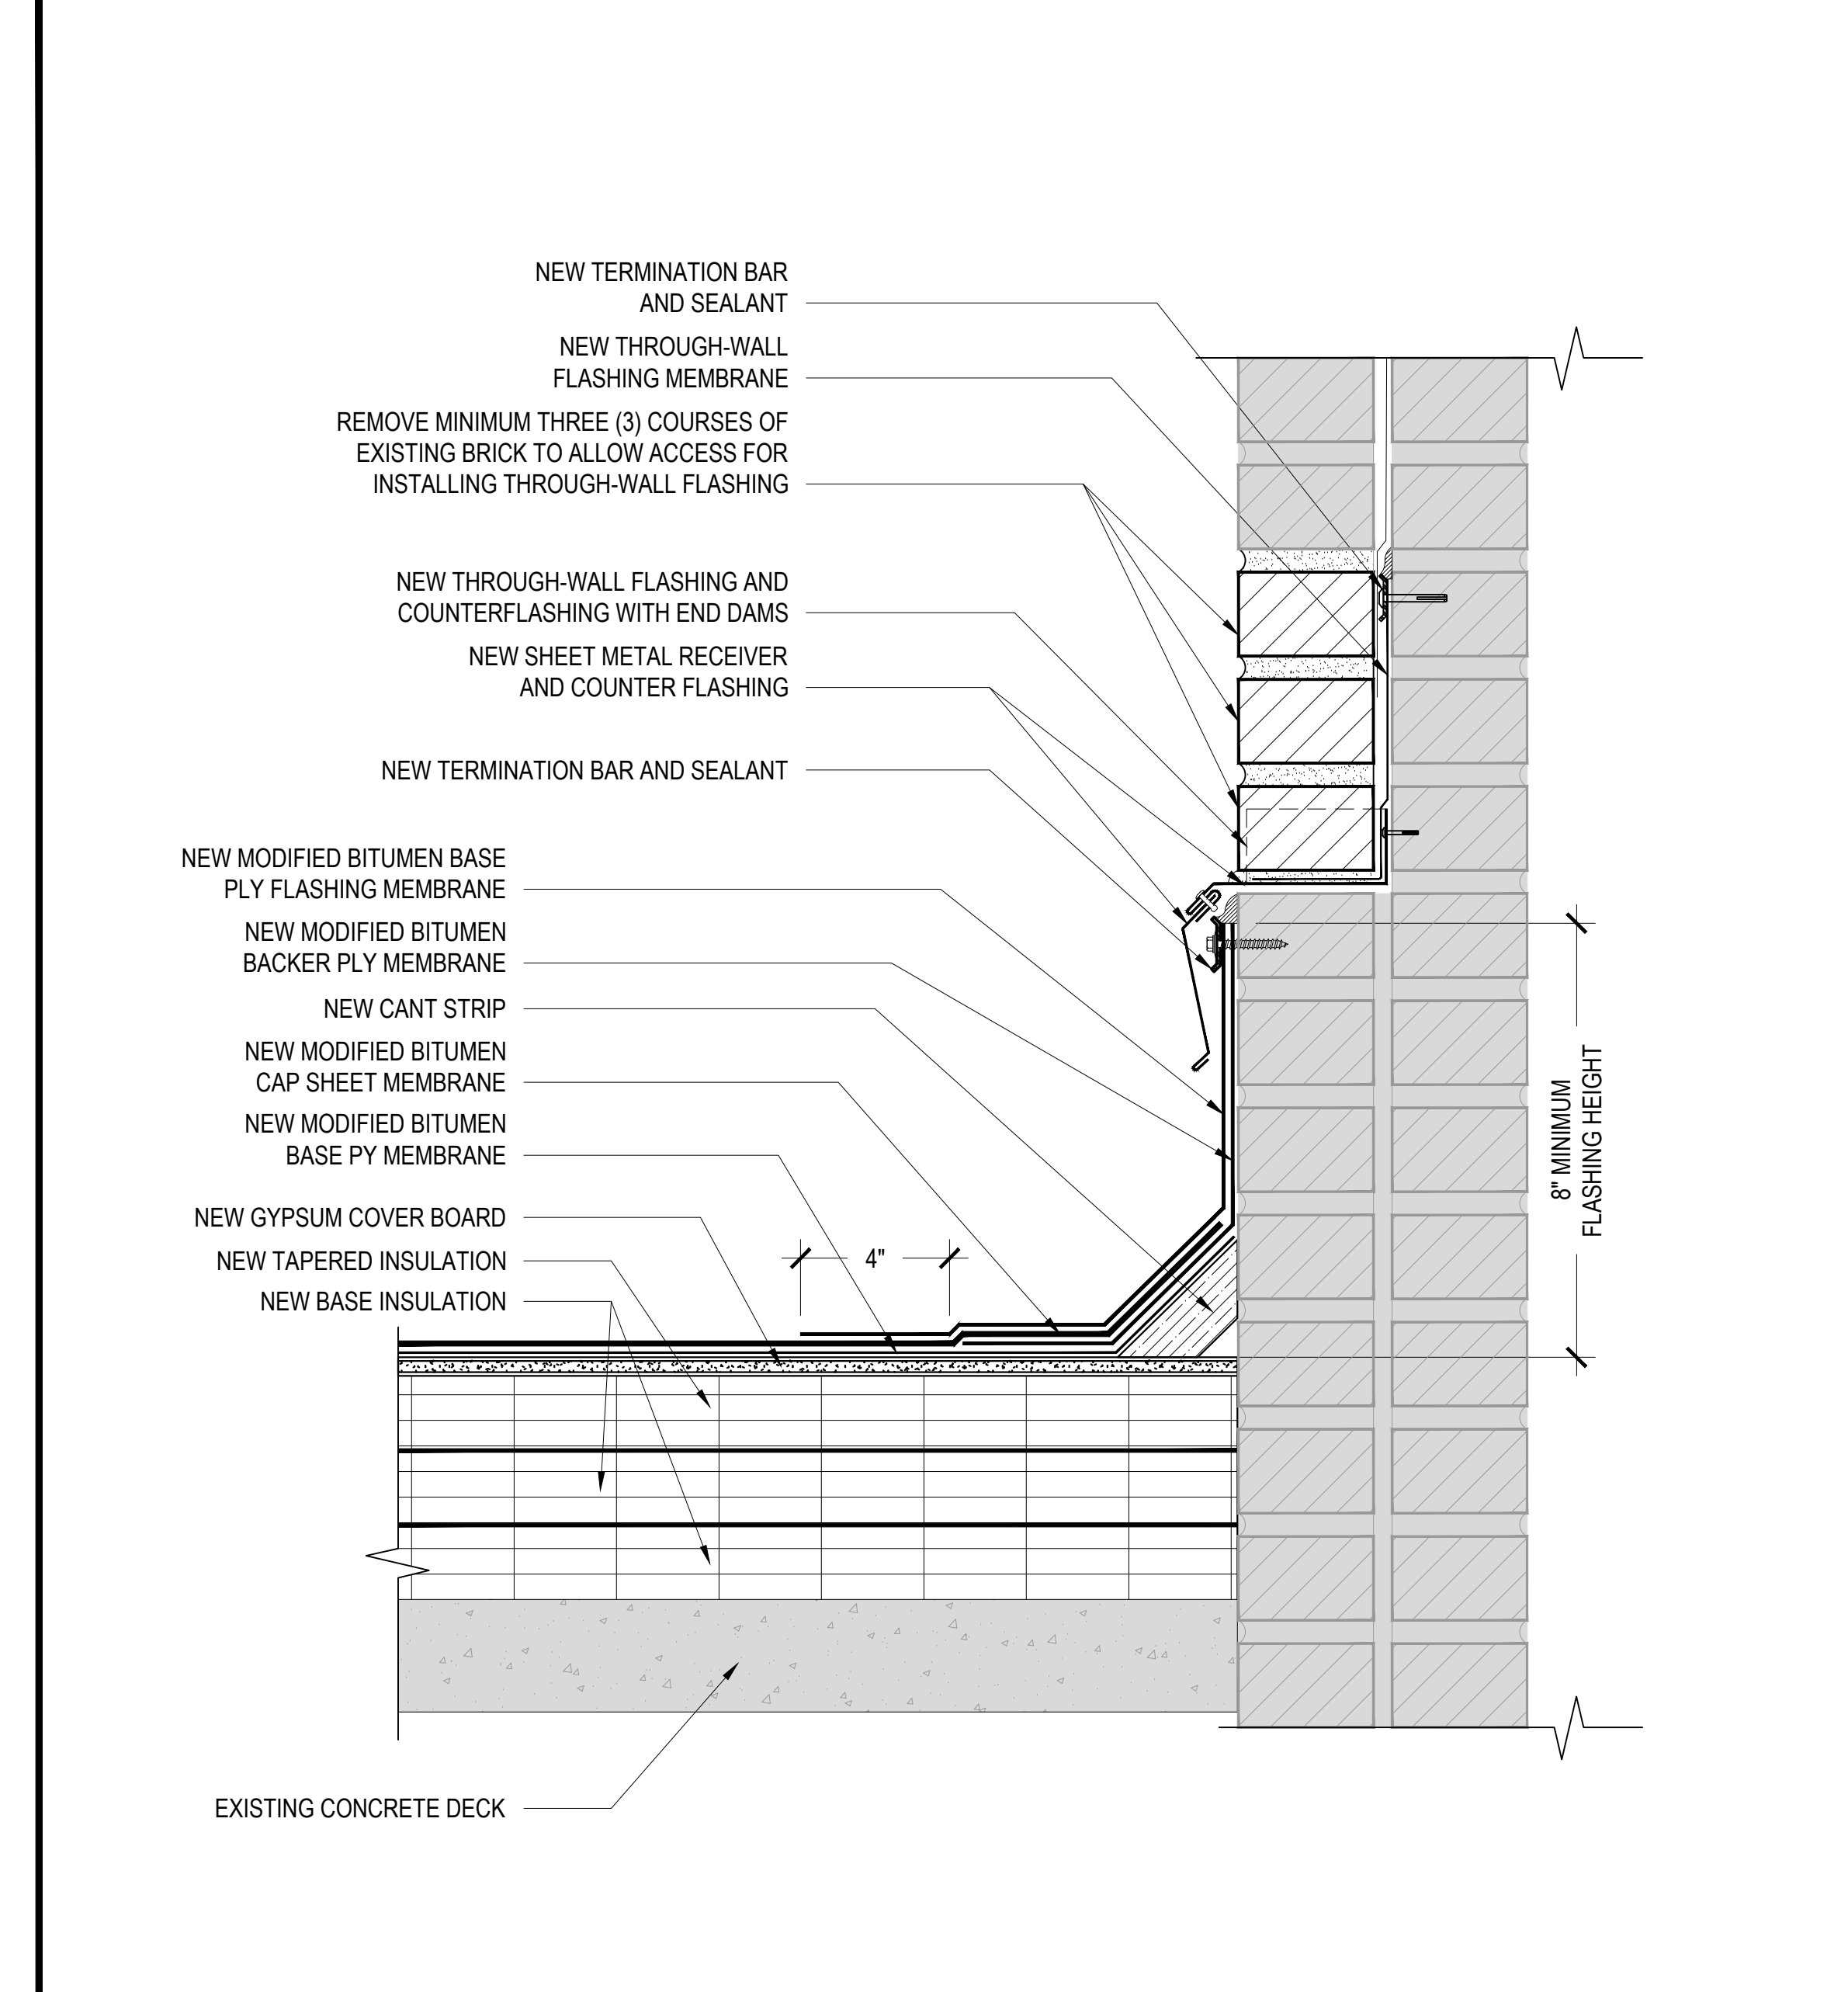 NEW TERMINATION BAR
AND SEALANT
NEW THROUGH-WALL
FLASHING MEMBRANE
REMOVE MINIMUM THREE (3) COURSES OF
EXISTING BRICK TO ALLOW ACCESS FOR
INSTALLING THROUGH-WALL FLASHING
NEW THROUGH-WALL FLASHING AND
COUNTERFLASHING WITH END DAMS
NEW SHEET METAL RECEIVER
AND COUNTER FLASHING
NEW TERMINATION BAR AND SEALANT
NEW MODIFIED BITUMEN BASE
PLY FLASHING MEMBRANE
NEW MODIFIED BITUMEN
BACKER PLY MEMBRANE
NEW CANT STRIP
NEW MODIFIED BITUMEN
CAP SHEET MEMBRANE
NEW MODIFIED BITUMEN
BASE PY MEMBRANE
NEW GYPSUM COVER BOARD
NEW TAPERED INSULATION
NEW BASE INSULATION
4"
8" MINIMUM
FLASHING HEIGHT
EXISTING CONCRETE DECK